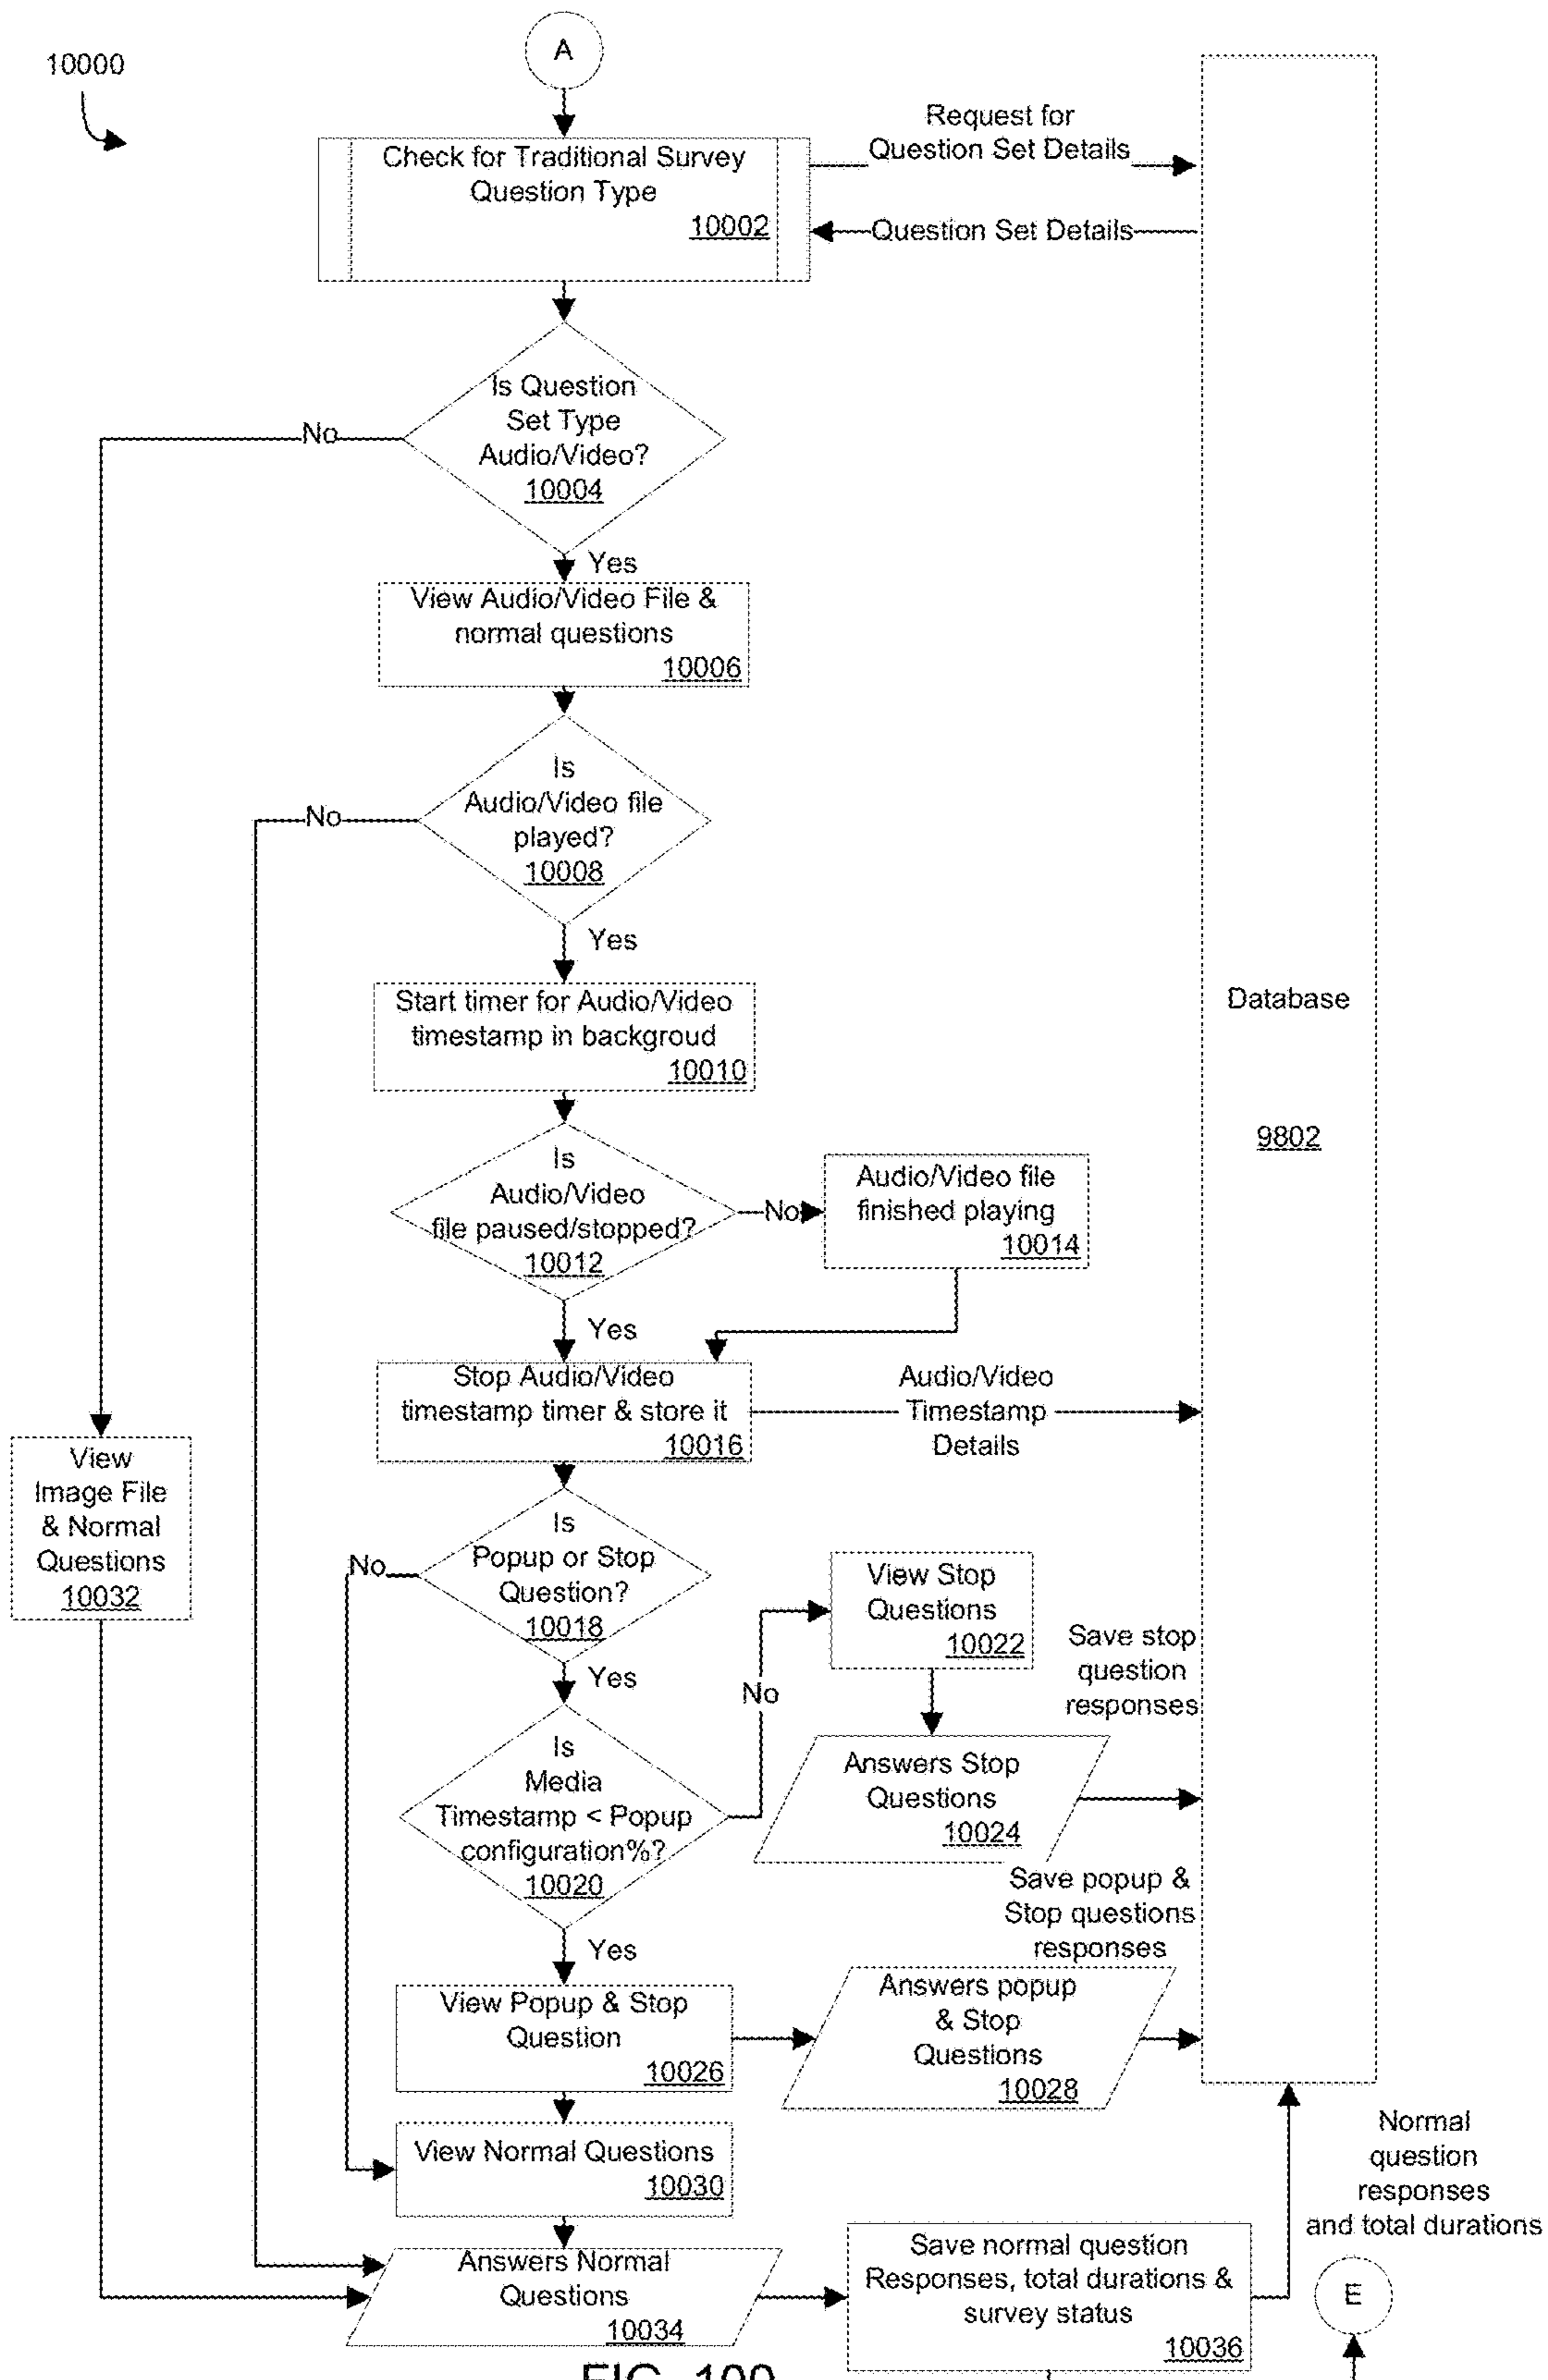 10000
A
Check for Traditional Survey
Question Type
10002
Request for
Question Set Details
Question Set Details
Is Question
Set Type
Audio/Video?
10004
No
Yes
View Audio/Video File &
normal questions
10006
Is
Audio/Video file
played?
10008
No
Yes
Start timer for Audio/Video
timestamp in backgroud
10010
Database
9802
Is
Audio/Video
file paused/stopped?
10012
No
Audio/Video file
finished playing
10014
Yes
Stop Audio/Video
timestamp timer & store it
10016
Audio/Video
Timestamp
Details
View
Image File
& Normal
Questions
10032
Is
Popup or Stop
Question?
10018
No
Yes
View Stop
Questions
10022
Save stop
question
responses
No
Is
Media
Timestamp < Popup
configuration%?
10020
Answers Stop
Questions
10024
Yes
Save popup &
Stop questions
responses
View Popup & Stop
Question
10026
Answers popup
& Stop
Questions
10028
View Normal Questions
10030
Normal
question
responses
and total durations
Answers Normal
Questions
10034
Save normal question
Responses, total durations &
survey status
10036
E
FIG. 100